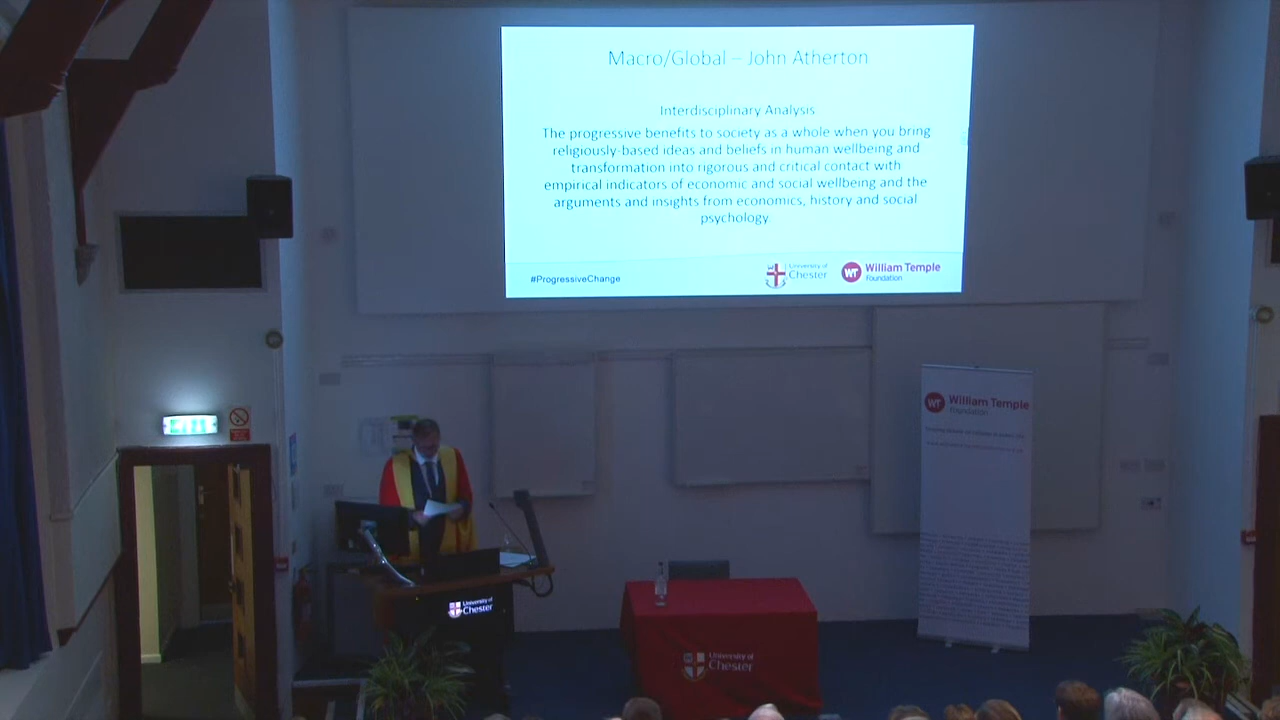 Macro/Global – John Atherton
Interdisciplinary Analysis
The progressive benefits to society as a whole when you bring
religiously-based ideas and beliefs in human wellbeing and
transformation into rigorous and critical contact with
empirical indicators of economic and social wellbeing and the
arguments and insights from economics, history and social
psychology
#ProgressiveChange
University of
Chester
WT
William Temple
Foundation
WT
William Temple
Foundation
University of
Chester
University of
Chester